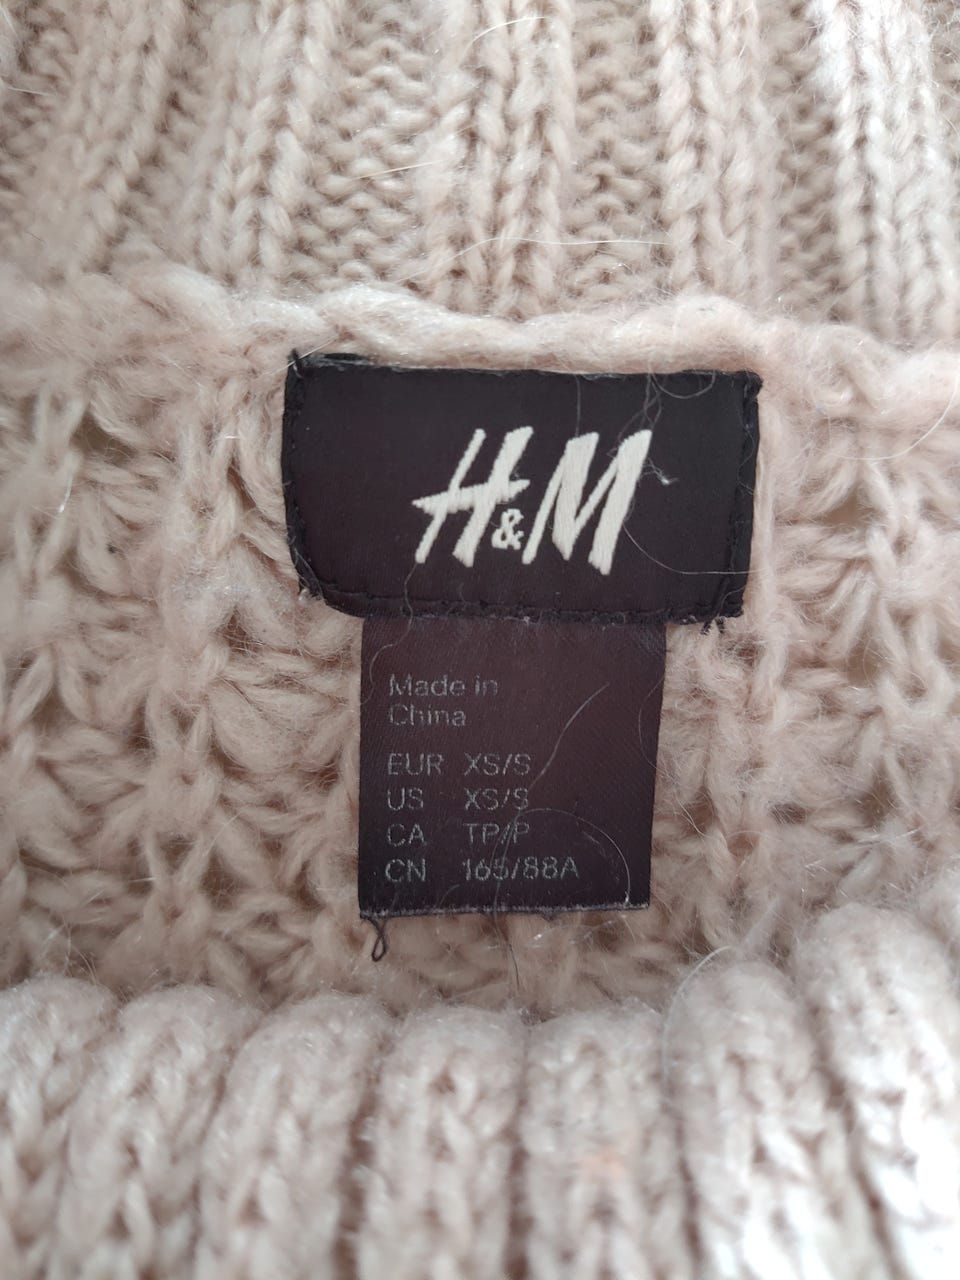 H&M
Made in
China
EUR XS/S
US XS/S
CA TP/P
CN 165/88A